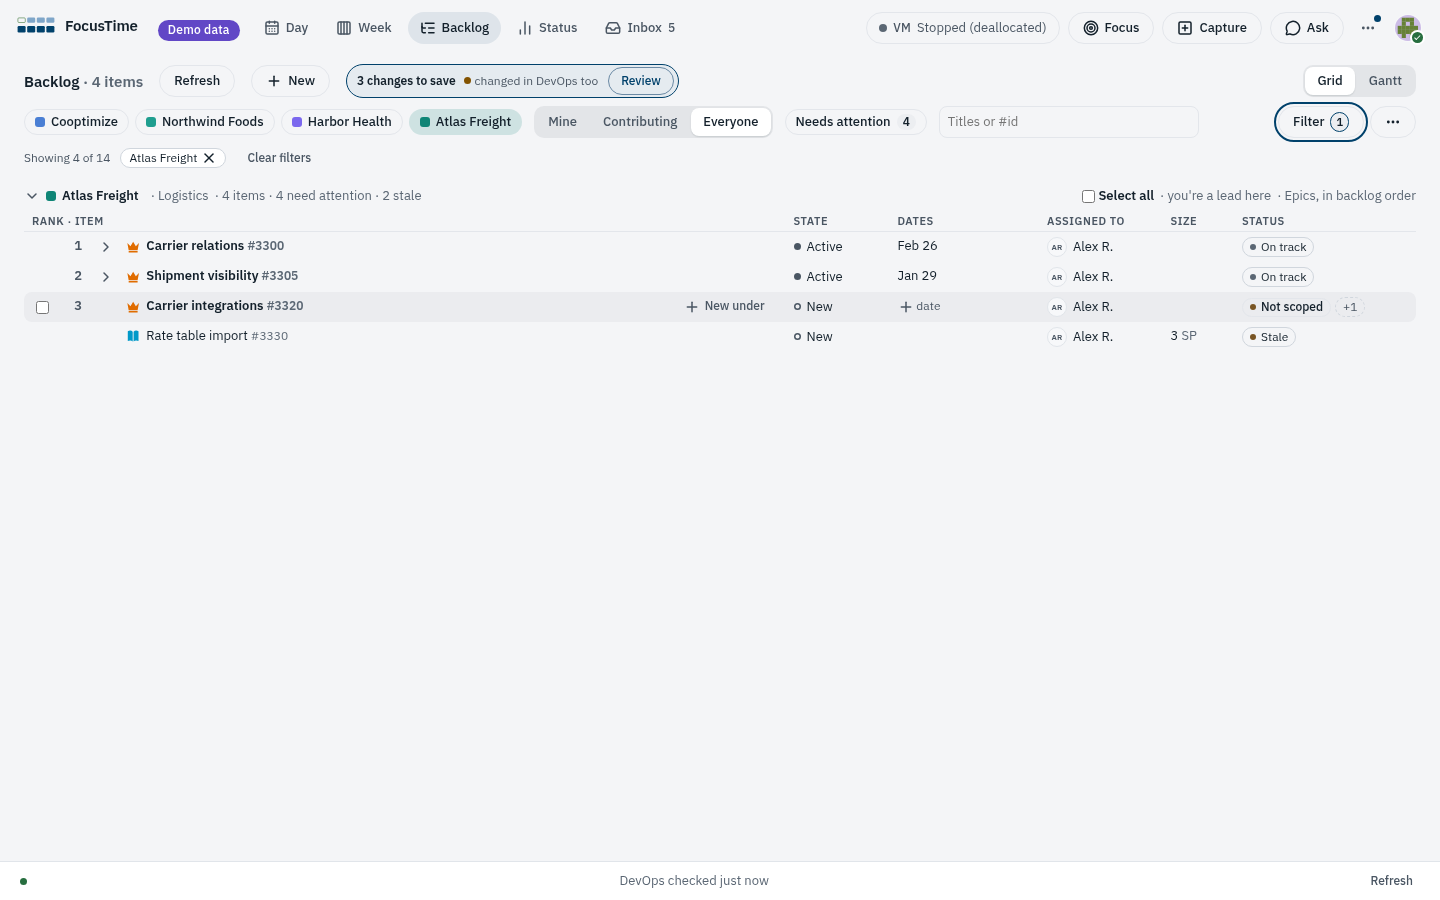 FocusTime
Demo data
Day
Week
Backlog
Status
Inbox 5
VM Stopped (deallocated)
Focus
Capture
Ask
Backlog · 4 items
Refresh
New
3 changes to save
changed in DevOps too
Review
Grid
Gantt
Cooptimize
Northwind Foods
Harbor Health
Atlas Freight
Mine
Contributing
Everyone
Needs attention 4
Titles or #id
Filter 1
Showing 4 of 14
Atlas Freight
Clear filters
Atlas Freight · Logistics · 4 items · 4 need attention · 2 stale
Select all · you're a lead here · Epics, in backlog order
RANK · ITEM STATE DATES ASSIGNED TO SIZE STATUS
1 Carrier relations #3300 Active Feb 26 AR Alex R. On track
2 Shipment visibility #3305 Active Jan 29 AR Alex R. On track
3 Carrier integrations #3320 New under New date AR Alex R. Not scoped +1
Rate table import #3330 New AR Alex R. 3 SP Stale
DevOps checked just now
Refresh